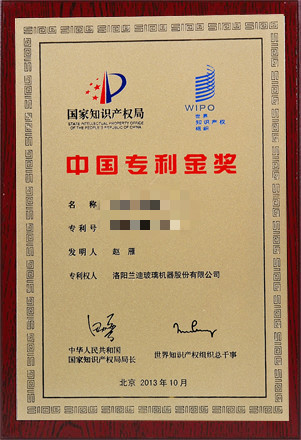 国家知识产权局
STATE INTELLECTUAL PROPERTY OFFICE
OF THE PEOPLE'S REPUBLIC OF CHINA
WIPO
世界
知识产权
组织
中国专利金奖
名称
专利号
发明人 赵雁
专利权人 洛阳兰迪玻璃机器股份有限公司
中华人民共和国
国家知识产权局局长
世界知识产权组织总干事
北京 2013年10月